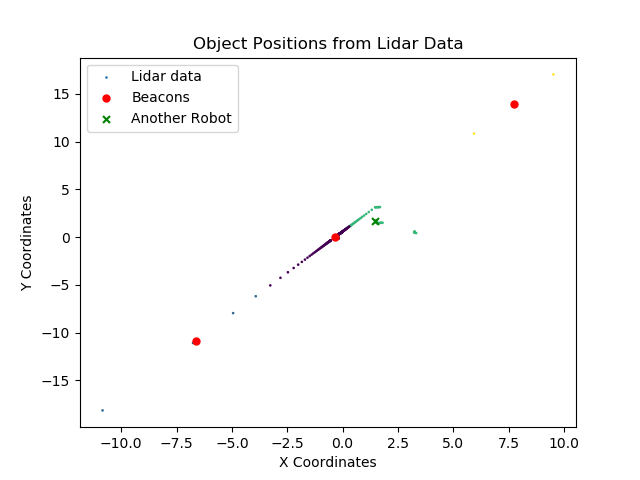 Object Positions from Lidar Data
Lidar data
Beacons
Another Robot
Y Coordinates
15
10
5
0
−5
−10
−15
−10.0 −7.5 −5.0 −2.5 0.0 2.5 5.0 7.5 10.0
X Coordinates